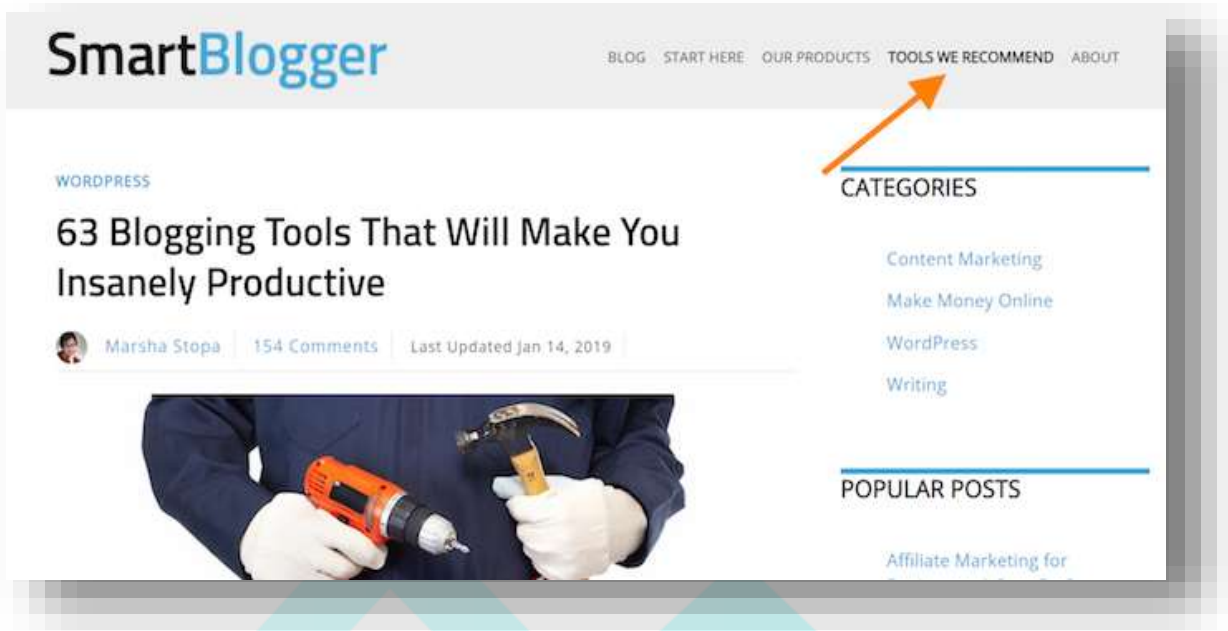 SmartBlogger
BLOG START HERE OUR PRODUCTS TOOLS WE RECOMMEND ABOUT
WORDPRESS
63 Blogging Tools That Will Make You
Insanely Productive
Marsha Stopa 154 Comments Last Updated Jan 14, 2019
CATEGORIES
Content Marketing
Make Money Online
WordPress
Writing
POPULAR POSTS
Affiliate Marketing for